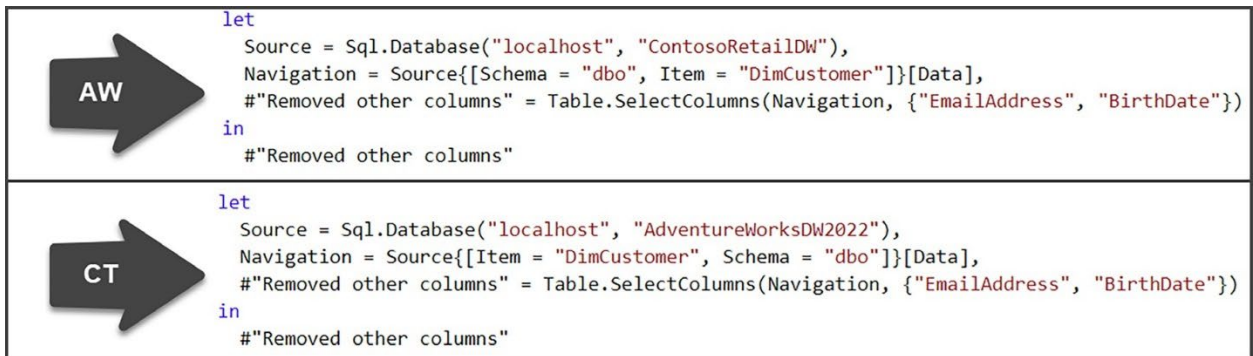 let
Source = Sql.Database("localhost", "ContosoRetailDW"),
Navigation = Source{[Schema = "dbo", Item = "DimCustomer"]}[Data],
AW
#"Removed other columns" = Table.SelectColumns(Navigation, {"EmailAddress", "BirthDate"})
in
#"Removed other columns"
let
Source = Sql.Database("localhost", "AdventureWorksDW2022"),
Navigation = Source{[Item = "DimCustomer", Schema = "dbo"]}[Data],
CT
#"Removed other columns" = Table.SelectColumns(Navigation, {"EmailAddress", "BirthDate"})
in
#"Removed other columns"